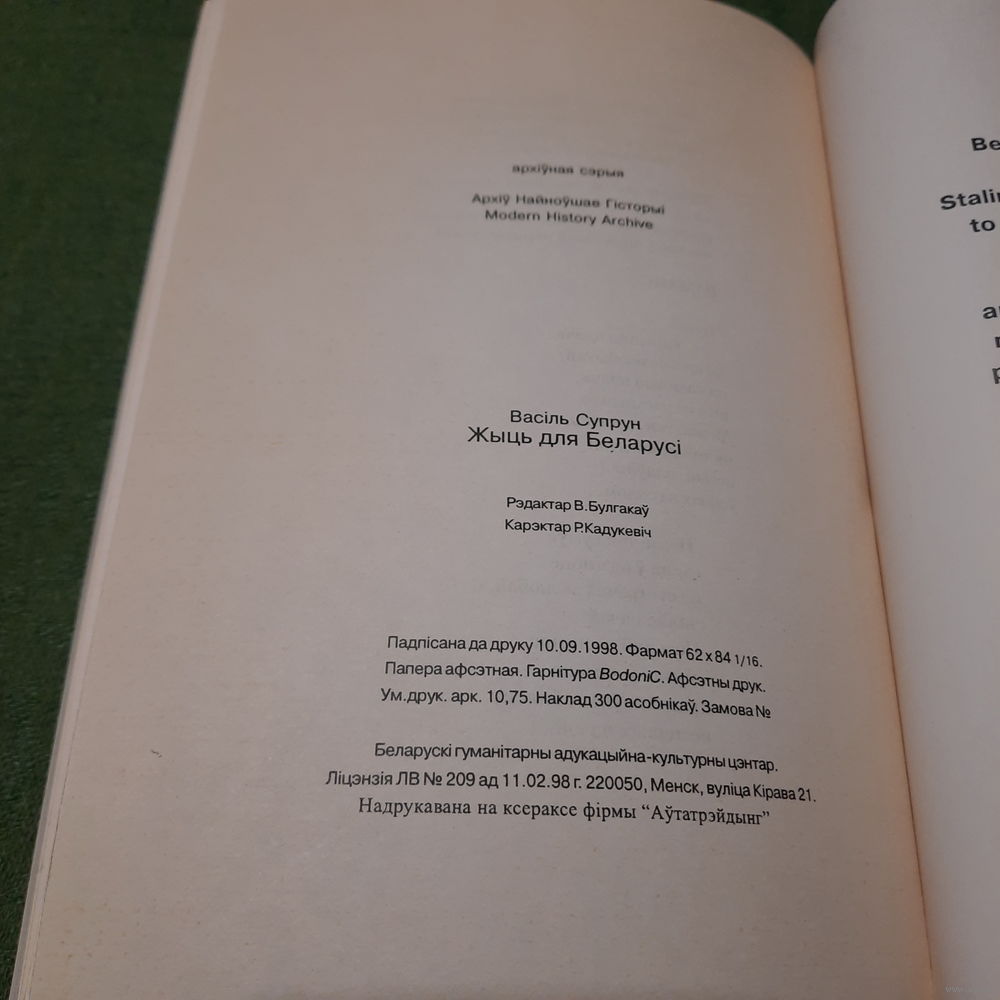 архіўная сэрыя
Архіў Найноўшае Гісторыі
Modern History Archive
Васіль Супрун
Жыць для Беларусі
Рэдактар В.Булгакаў
Карэктар Р.Кадукевіч
Падпісана да друку 10.09.1998. Фармат 62 х 84 1/16.
Папера афсэтная. Гарнітура BodoniC. Афсэтны друк.
Ум.друк. арк. 10,75. Наклад 300 асобнікаў. Замова №
Беларускі гуманітарны адукацыйна-культурны цэнтар.
Ліцэнзія ЛВ № 209 ад 11.02.98 г. 220050, Менск, вуліца Кірава 21.
Надрукавана на ксераксе фірмы “Аўтатрэйдынг”
to